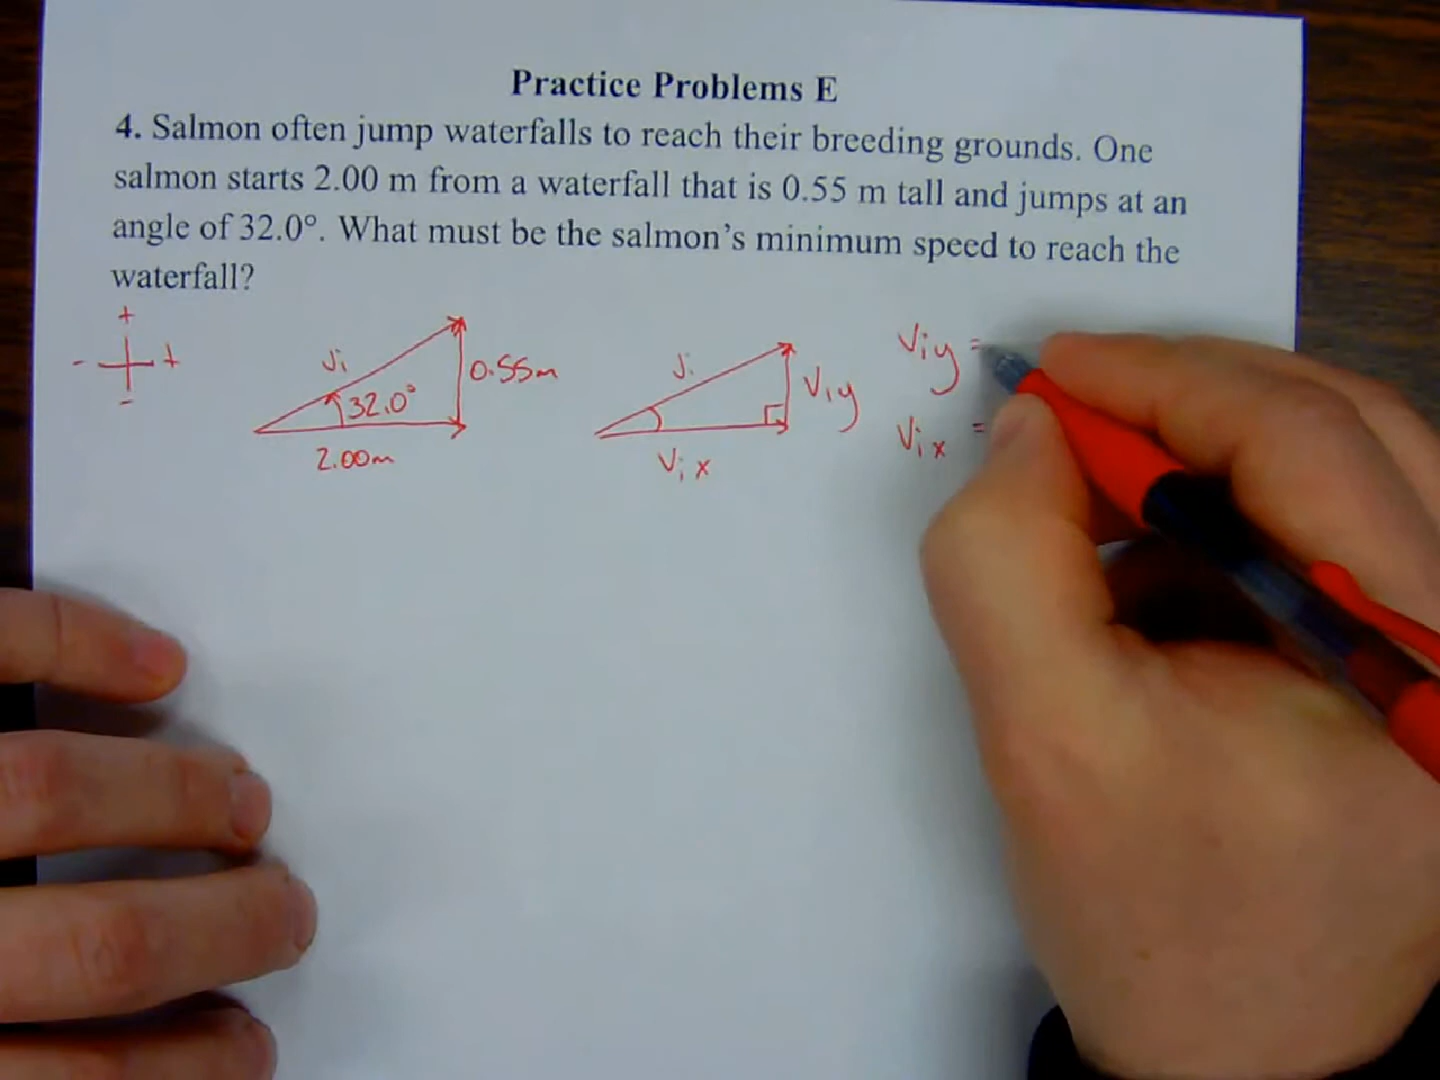 Practice Problems E
4. Salmon often jump waterfalls to reach their breeding grounds. One
salmon starts 2.00 m from a waterfall that is 0.55 m tall and jumps at an
angle of 32.0°. What must be the salmon's minimum speed to reach the
waterfall?
+
- +
-
Vi
32.0°
0.55m
2.00m
Vi
Viy
Vix
Viy =
Vix =